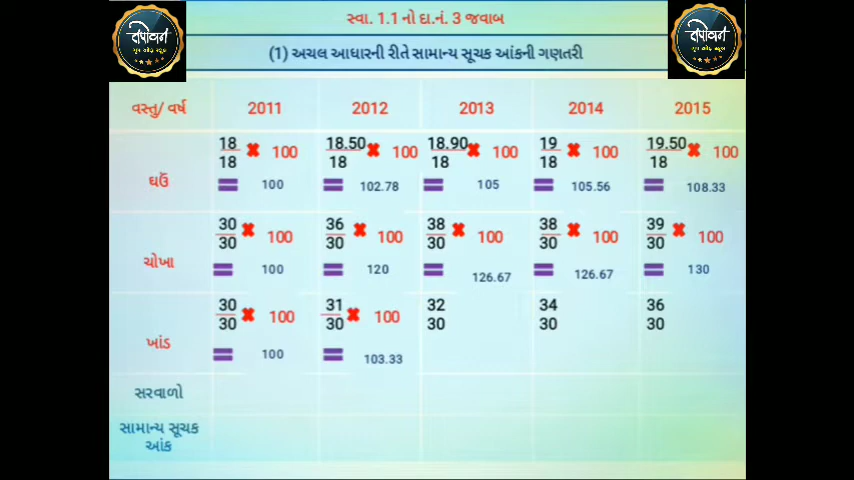 સ્વા. 1.1 નો દા.નં. 3 જવાબ
(1) અચલ આધારની રીતે સામાન્ય સૂચક આંકની ગણતરી
વસ્તુ/ વર્ષ 2011 2012 2013 2014 2015
18 18.50 18.90 19 19.50
✖ 100 ✖ 100 ✖ 100 ✖ 100 ✖ 100
18 18 18 18 18
ઘઉં = 100 = 102.78 = 105 = 105.56 = 108.33
30 36 38 38 39
✖ 100 ✖ 100 ✖ 100 ✖ 100 ✖ 100
30 30 30 30 30
ચોખા = 100 = 120 = 126.67 = 126.67 = 130
30 31 32 34 36
✖ 100 ✖ 100
30 30 30 30 30
ખાંડ = 100 = 103.33
સરવાળો
સામાન્ય સૂચક
આંક